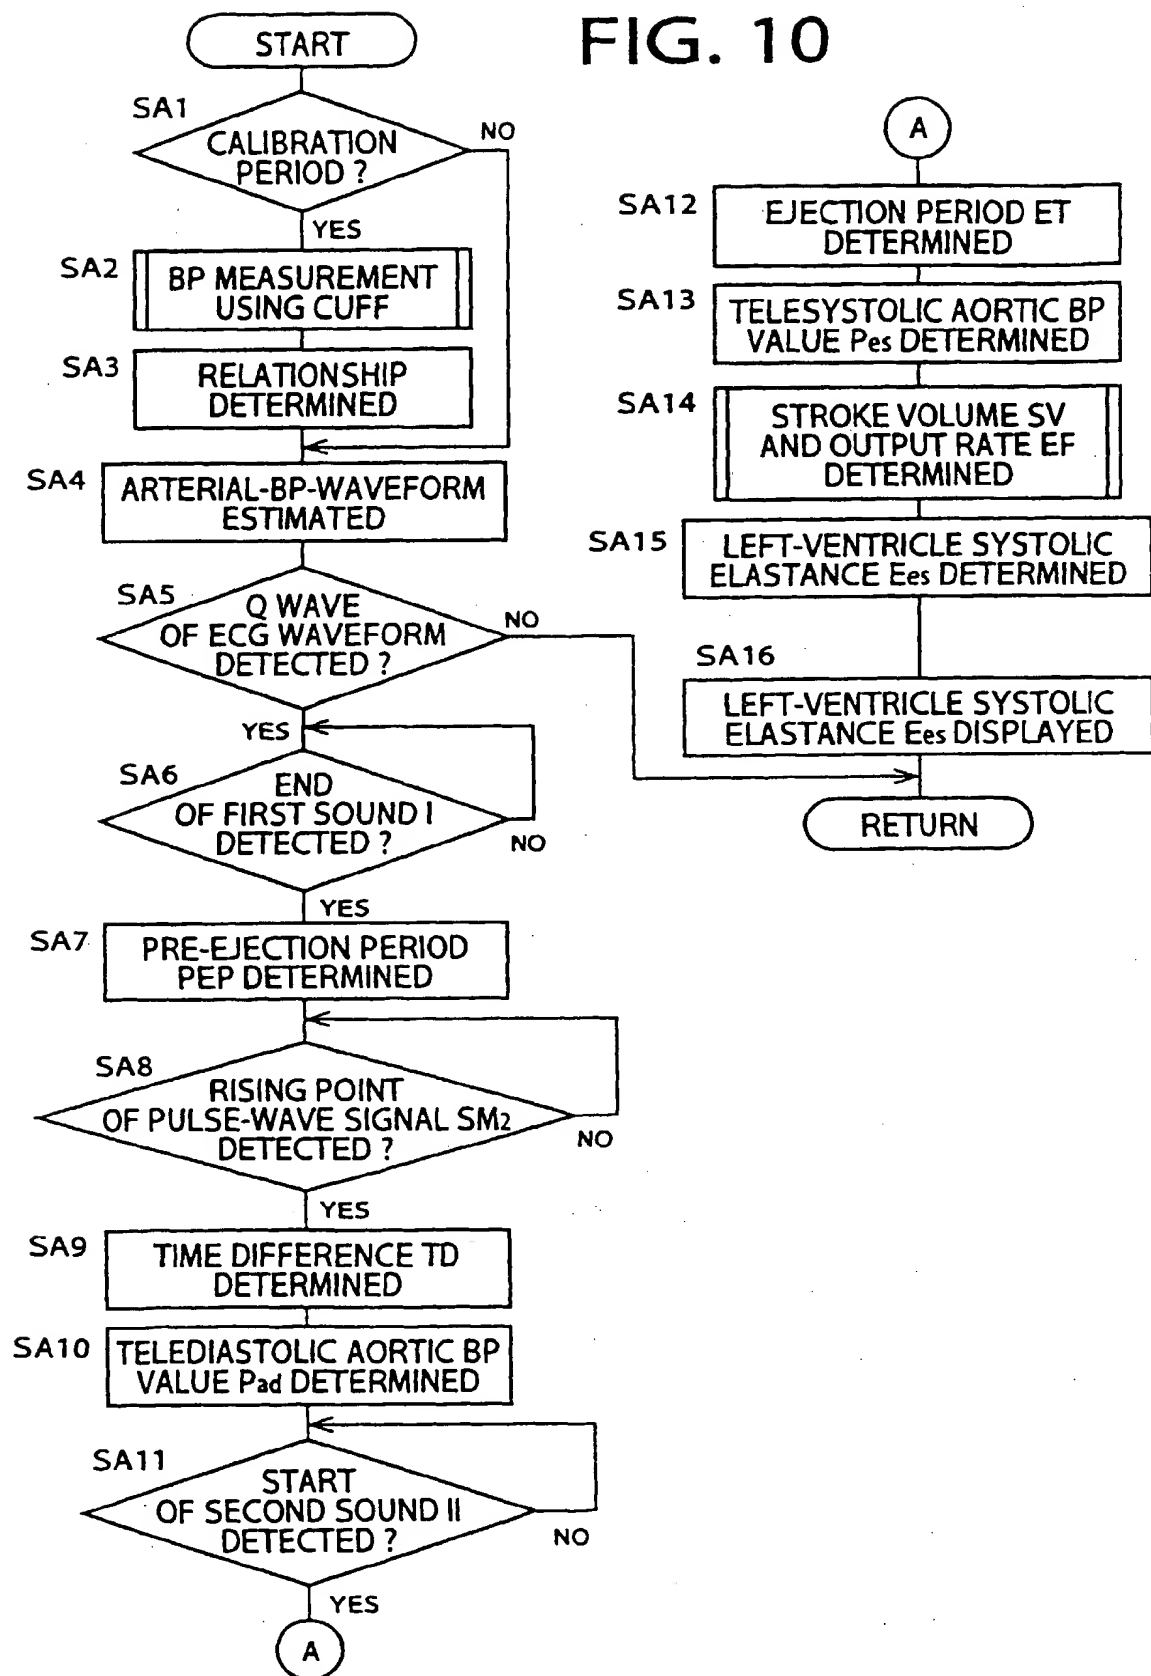 FIG. 10
START
SA1
CALIBRATION
PERIOD ?
NO
YES
SA2
BP MEASUREMENT
USING CUFF
SA3
RELATIONSHIP
DETERMINED
SA4
ARTERIAL-BP-WAVEFORM
ESTIMATED
SA5
Q WAVE
OF ECG WAVEFORM
DETECTED ?
NO
YES
SA6
END
OF FIRST SOUND I
DETECTED ?
NO
YES
SA7
PRE-EJECTION PERIOD
PEP DETERMINED
SA8
RISING POINT
OF PULSE-WAVE SIGNAL SM2
DETECTED ?
NO
YES
SA9
TIME DIFFERENCE TD
DETERMINED
SA10
TELEDIASTOLIC AORTIC BP
VALUE Pad DETERMINED
SA11
START
OF SECOND SOUND II
DETECTED ?
NO
YES
A
A
SA12
EJECTION PERIOD ET
DETERMINED
SA13
TELESYSTOLIC AORTIC BP
VALUE Pes DETERMINED
SA14
STROKE VOLUME SV
AND OUTPUT RATE EF
DETERMINED
SA15
LEFT-VENTRICLE SYSTOLIC
ELASTANCE Ees DETERMINED
SA16
LEFT-VENTRICLE SYSTOLIC
ELASTANCE Ees DISPLAYED
RETURN